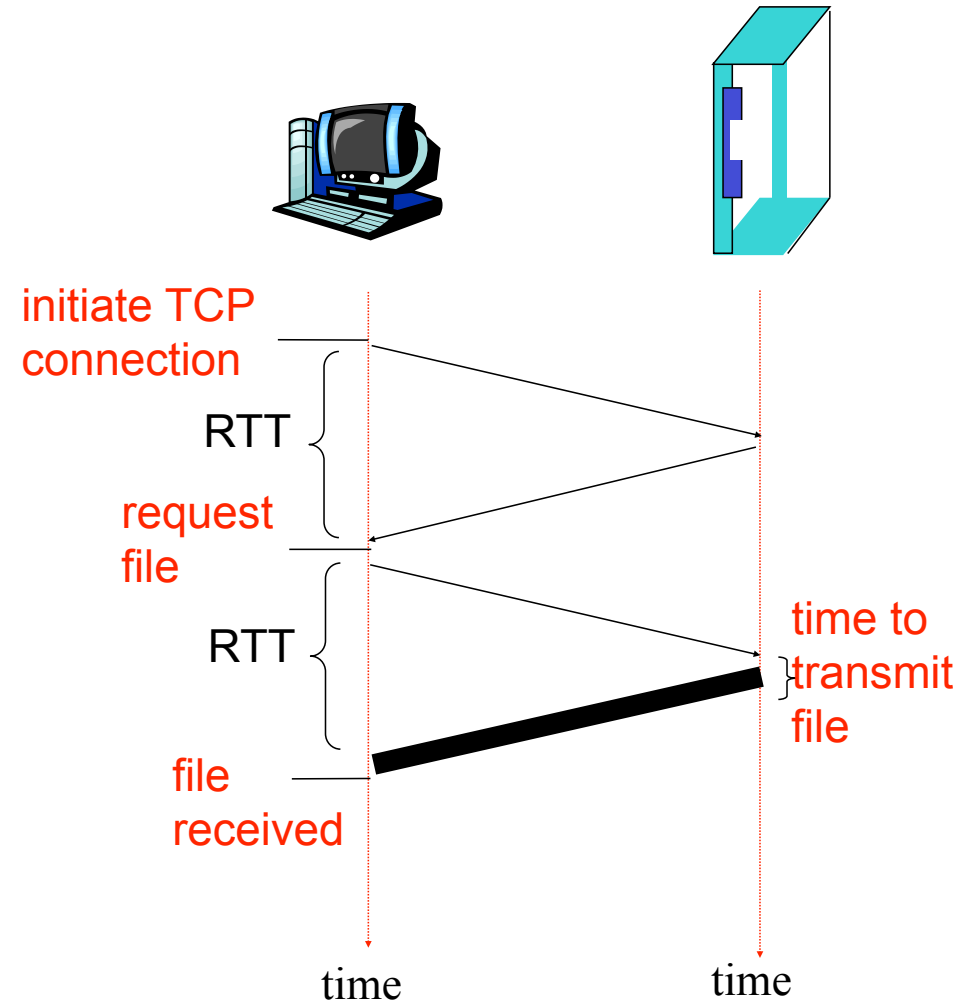 initiate TCP
connection
RTT
request
file
RTT
time to
transmit
file
file
received
time
time